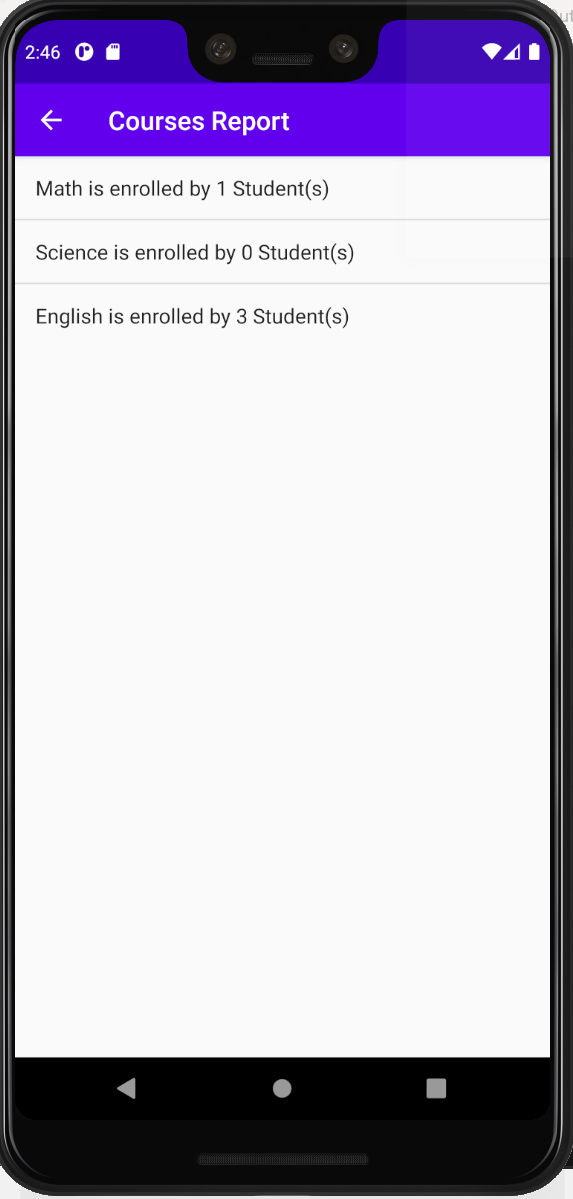 2:46
Courses Report
Math is enrolled by 1 Student(s)
Science is enrolled by 0 Student(s)
English is enrolled by 3 Student(s)